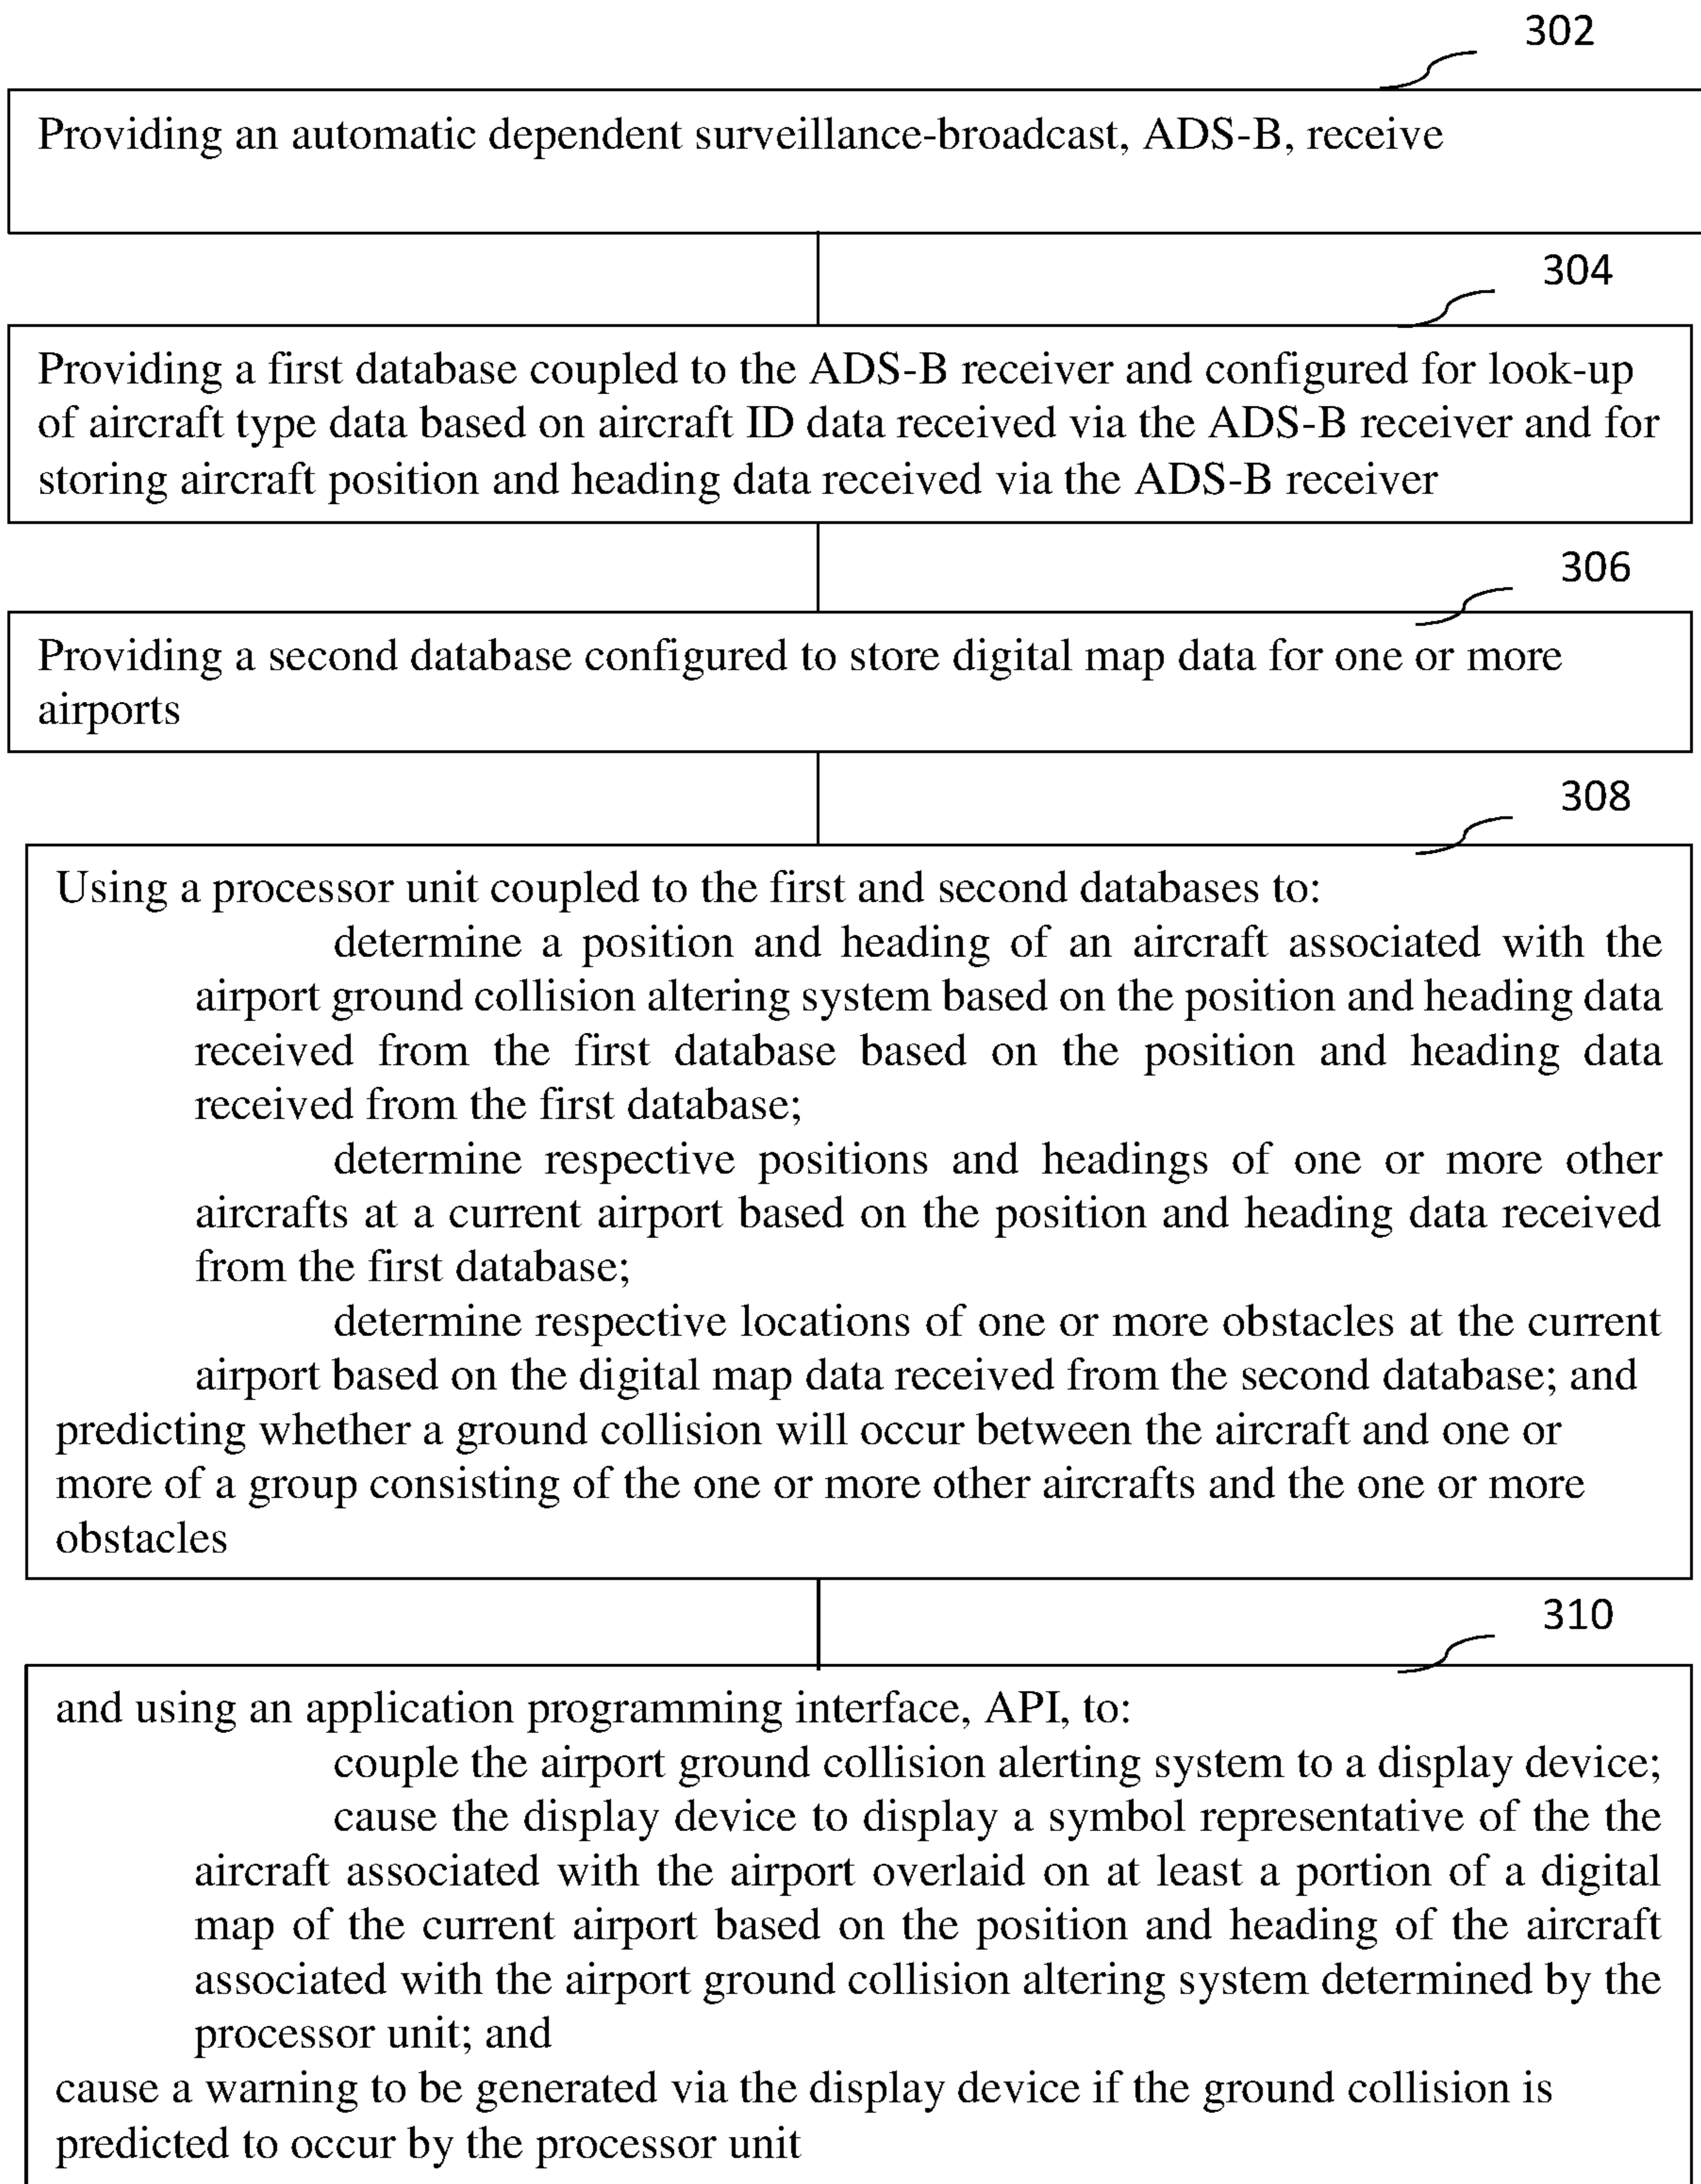 302
Providing an automatic dependent surveillance-broadcast, ADS-B, receive
304
Providing a first database coupled to the ADS-B receiver and configured for look-up
of aircraft type data based on aircraft ID data received via the ADS-B receiver and for
storing aircraft position and heading data received via the ADS-B receiver
306
Providing a second database configured to store digital map data for one or more
airports
308
Using a processor unit coupled to the first and second databases to:
determine a position and heading of an aircraft associated with the
airport ground collision altering system based on the position and heading data
received from the first database based on the position and heading data
received from the first database;
determine respective positions and headings of one or more other
aircrafts at a current airport based on the position and heading data received
from the first database;
determine respective locations of one or more obstacles at the current
airport based on the digital map data received from the second database; and
predicting whether a ground collision will occur between the aircraft and one or
more of a group consisting of the one or more other aircrafts and the one or more
obstacles
310
and using an application programming interface, API, to:
couple the airport ground collision alerting system to a display device;
cause the display device to display a symbol representative of the the
aircraft associated with the airport overlaid on at least a portion of a digital
map of the current airport based on the position and heading of the aircraft
associated with the airport ground collision altering system determined by the
processor unit; and
cause a warning to be generated via the display device if the ground collision is
predicted to occur by the processor unit